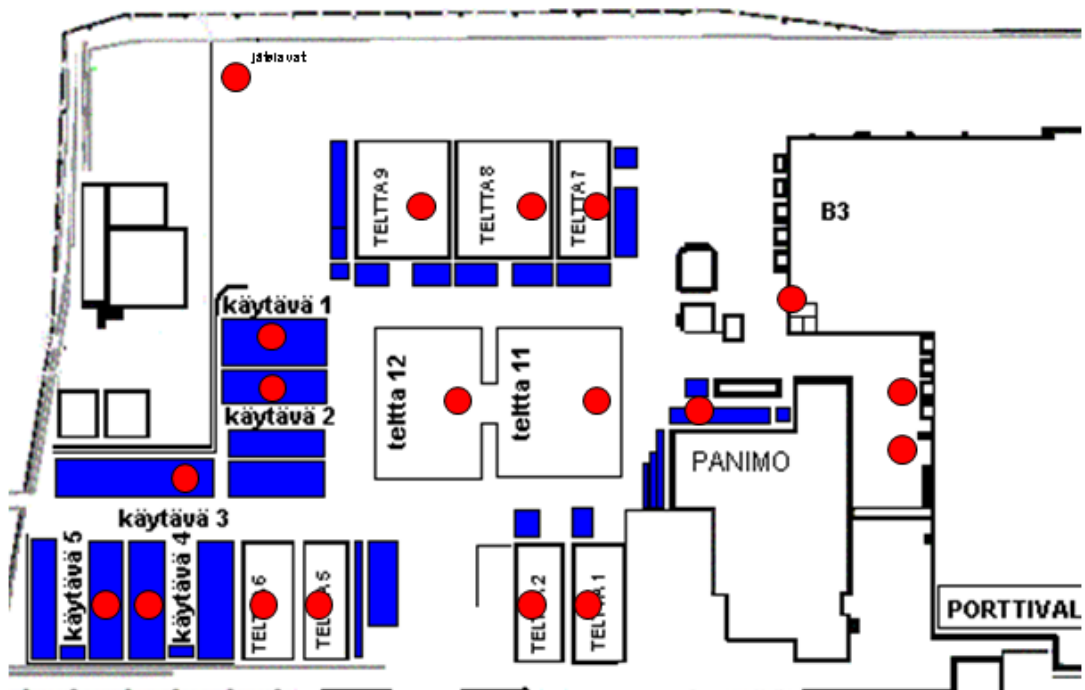 jätelavat
TELTTA 9
TELTTA 8
TELTTA 7
B3
käytävä 1
käytävä 2
teltta 12
teltta 11
PANIMO
käytävä 3
käytävä 5
käytävä 4
PORTTIVAL